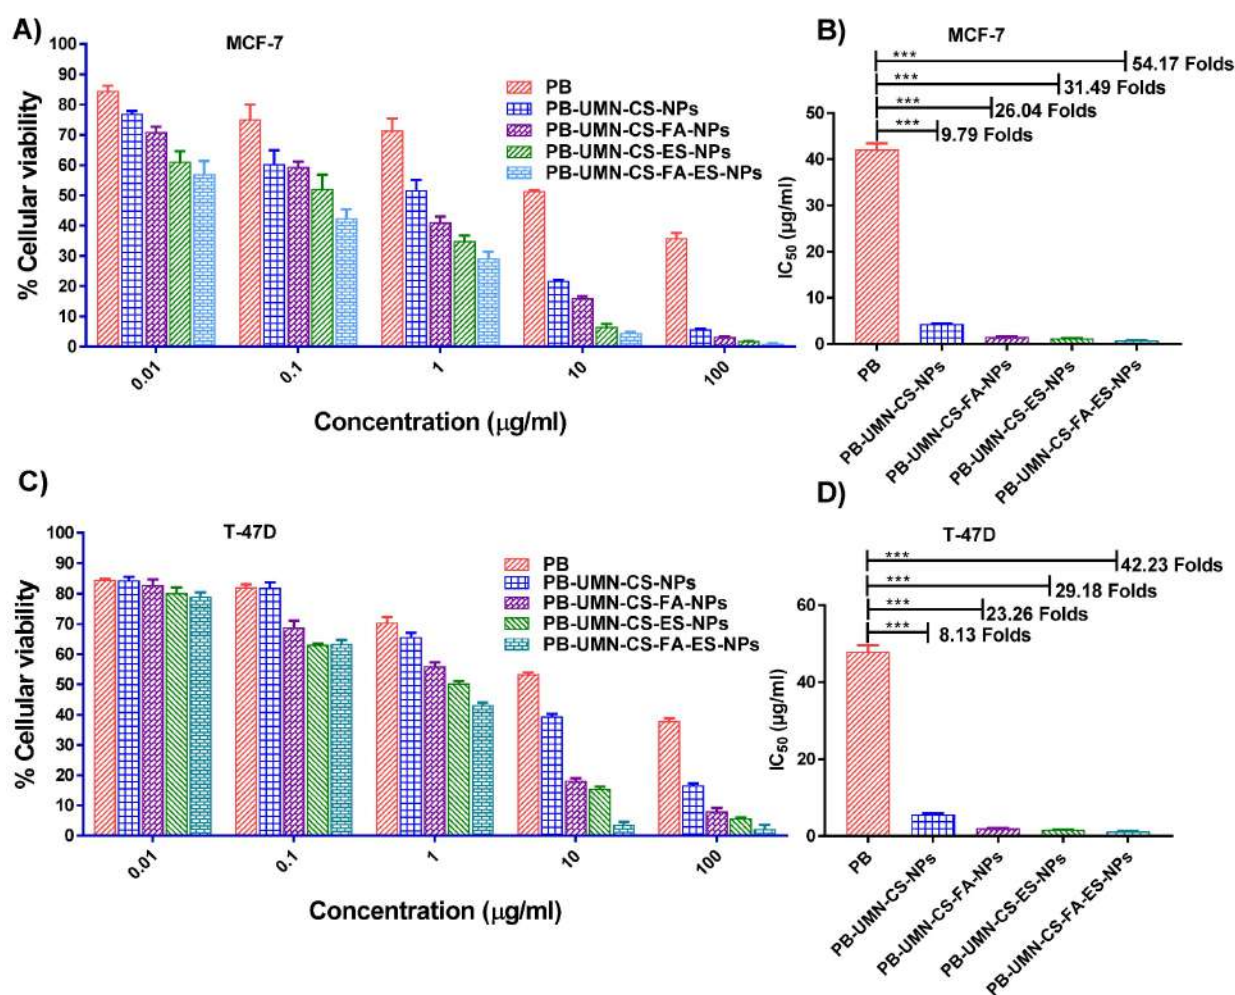 A)
MCF-7
% Cellular viability
100
90
80
70
60
50
40
30
20
10
0
PB
PB-UMN-CS-NPs
PB-UMN-CS-FA-NPs
PB-UMN-CS-ES-NPs
PB-UMN-CS-FA-ES-NPs
0.01
0.1
1
10
100
Concentration (µg/ml)
B)
MCF-7
*** 54.17 Folds
*** 31.49 Folds
*** 26.04 Folds
*** 9.79 Folds
IC50 (µg/ml)
50
40
30
20
10
0
PB
PB-UMN-CS-NPs
PB-UMN-CS-FA-NPs
PB-UMN-CS-ES-NPs
PB-UMN-CS-FA-ES-NPs
C)
T-47D
% Cellular viability
100
90
80
70
60
50
40
30
20
10
0
PB
PB-UMN-CS-NPs
PB-UMN-CS-FA-NPs
PB-UMN-CS-ES-NPs
PB-UMN-CS-FA-ES-NPs
0.01
0.1
1
10
100
Concentration (µg/ml)
D)
T-47D
*** 42.23 Folds
*** 29.18 Folds
*** 23.26 Folds
*** 8.13 Folds
IC50 (µg/ml)
60
40
20
0
PB
PB-UMN-CS-NPs
PB-UMN-CS-FA-NPs
PB-UMN-CS-ES-NPs
PB-UMN-CS-FA-ES-NPs